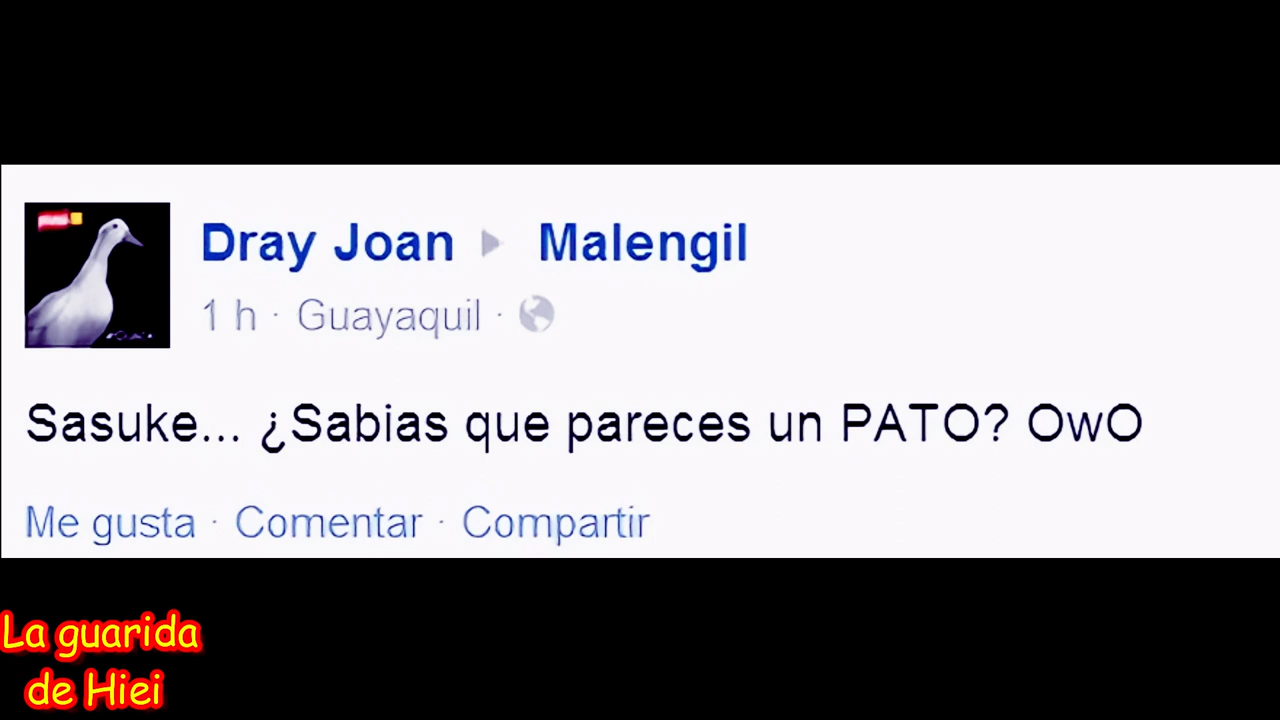 Dray Joan ▶ Malengil
1 h · Guayaquil ·
Sasuke... ¿Sabias que pareces un PATO? OwO
Me gusta · Comentar · Compartir
La guarida
de Hiei